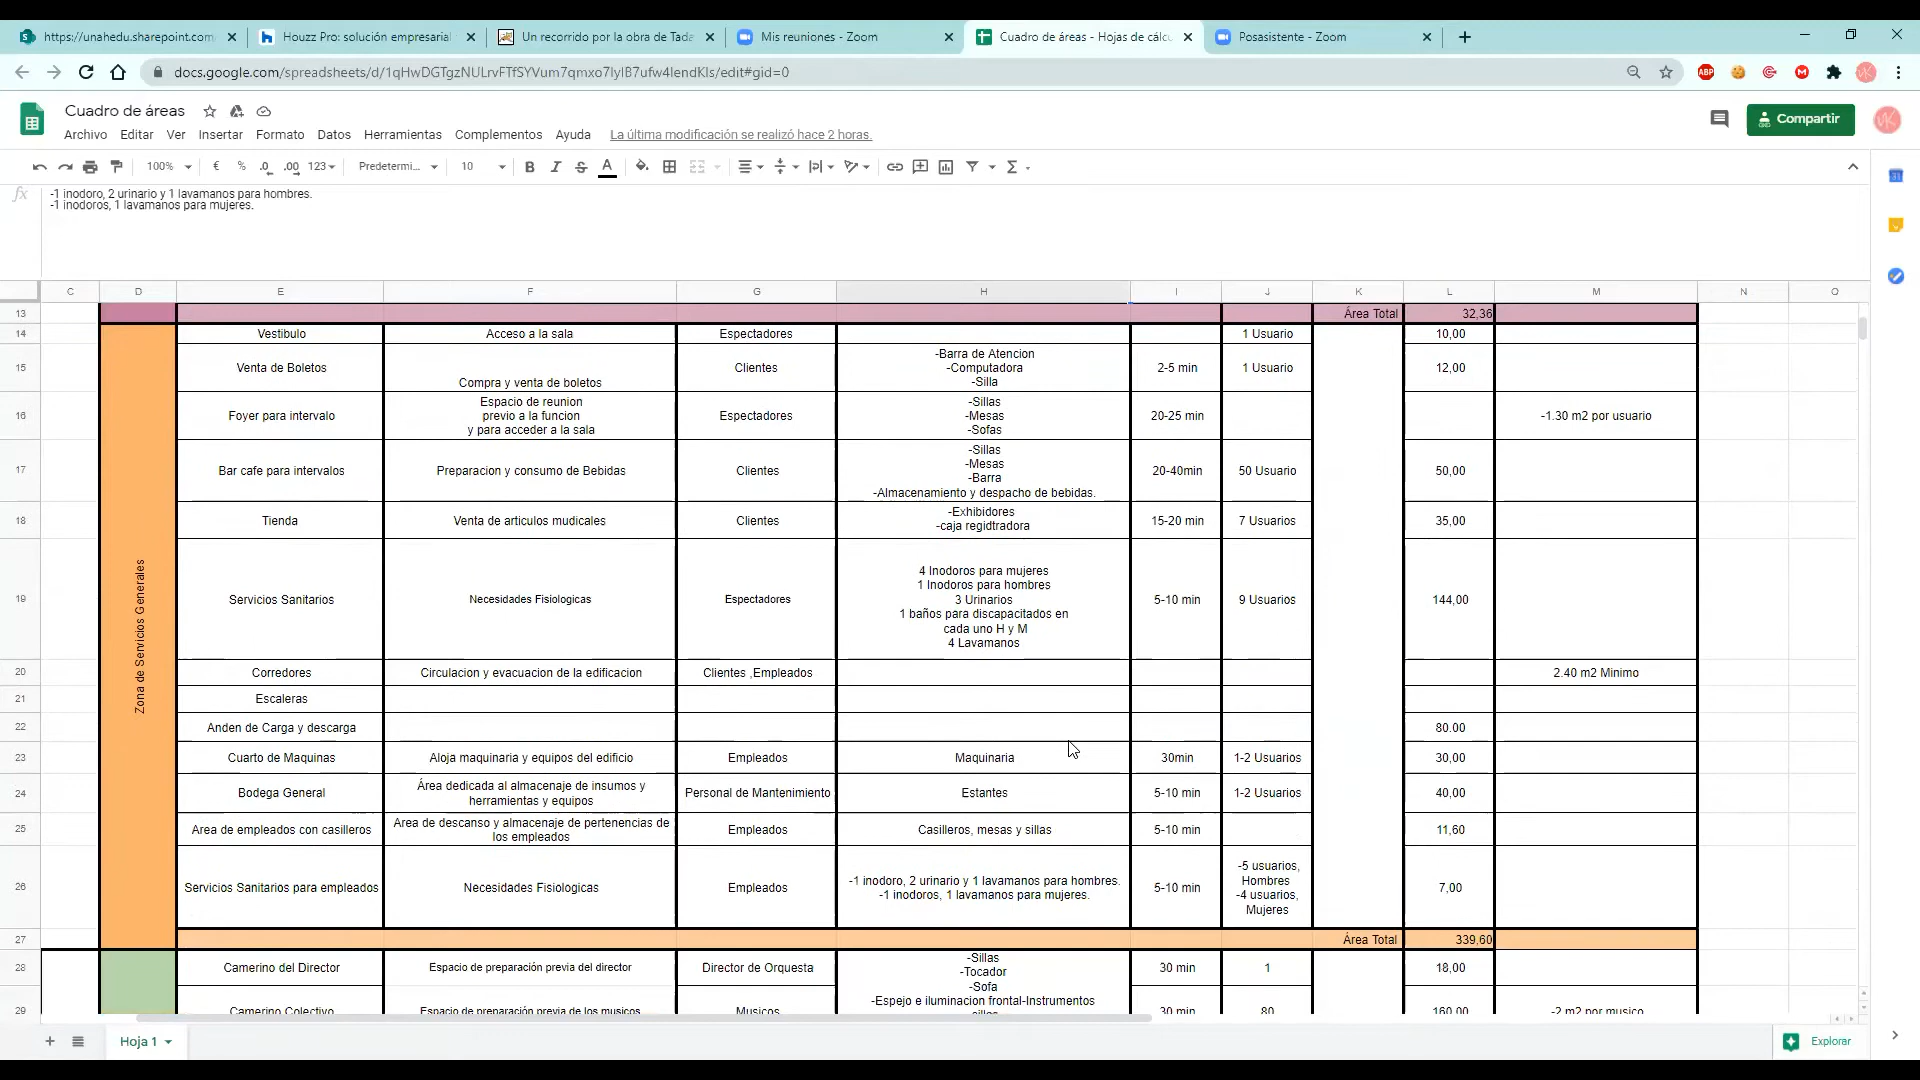 https://unahedu.sharepoint.com
Houzz Pro: solución empresarial
Un recorrido por la obra de Tada
Mis reuniones - Zoom
Cuadro de áreas - Hojas de cálcu
Posasistente - Zoom
docs.google.com/spreadsheets/d/1qHwDGTgzNULrvFTfSYVum7qmxo7IyIB7ufw4lendKIs/edit#gid=0
Cuadro de áreas
Archivo Editar Ver Insertar Formato Datos Herramientas Complementos Ayuda La última modificación se realizó hace 2 horas.
Compartir
100% € % .0 .00 123 Predetermi... 10 B I S A
-1 inodoro, 2 urinario y 1 lavamanos para hombres.
-1 inodoros, 1 lavamanos para mujeres.
C D E F G H I J K L M N O
13 Área Total 32,36
Zona de Servicios Generales
14 Vestibulo Acceso a la sala Espectadores 1 Usuario 10,00
15 Venta de Boletos Compra y venta de boletos Clientes
-Barra de Atencion
-Computadora
-Silla
2-5 min 1 Usuario 12,00
16 Foyer para intervalo
Espacio de reunion
previo a la funcion
y para acceder a la sala
Espectadores
-Sillas
-Mesas
-Sofas
20-25 min -1.30 m2 por usuario
17 Bar cafe para intervalos Preparacion y consumo de Bebidas Clientes
-Sillas
-Mesas
-Barra
-Almacenamiento y despacho de bebidas.
20-40min 50 Usuario 50,00
18 Tienda Venta de articulos mudicales Clientes
-Exhibidores
-caja regidtradora
15-20 min 7 Usuarios 35,00
19 Servicios Sanitarios Necesidades Fisiologicas Espectadores
4 Inodoros para mujeres
1 Inodoros para hombres
3 Urinarios
1 baños para discapacitados en
cada uno H y M
4 Lavamanos
5-10 min 9 Usuarios 144,00
20 Corredores Circulacion y evacuacion de la edificacion Clientes ,Empleados 2.40 m2 Minimo
21 Escaleras
22 Anden de Carga y descarga 80.00
23 Cuarto de Maquinas Aloja maquinaria y equipos del edificio Empleados Maquinaria 30min 1-2 Usuarios 30,00
24 Bodega General
Área dedicada al almacenaje de insumos y
herramientas y equipos
Personal de Mantenimiento Estantes 5-10 min 1-2 Usuarios 40,00
25 Area de empleados con casilleros
Area de descanso y almacenaje de pertenencias de
los empleados
Empleados Casilleros, mesas y sillas 5-10 min 11,60
26 Servicios Sanitarios para empleados Necesidades Fisiologicas Empleados
-1 inodoro, 2 urinario y 1 lavamanos para hombres.
-1 inodoros, 1 lavamanos para mujeres.
5-10 min
-5 usuarios,
Hombres
-4 usuarios,
Mujeres
7,00
27 Área Total 339,60
28 Camerino del Director Espacio de preparación previa del director Director de Orquesta
-Sillas
-Tocador
-Sofa
30 min 1 18,00
29 Camerino Colectivo Espacio de preparación previa de los musicos Musicos
-Espejo e iluminacion frontal-Instrumentos
sillas
30 min 80 160,00 -2 m2 por musico
Hoja 1
Explorar